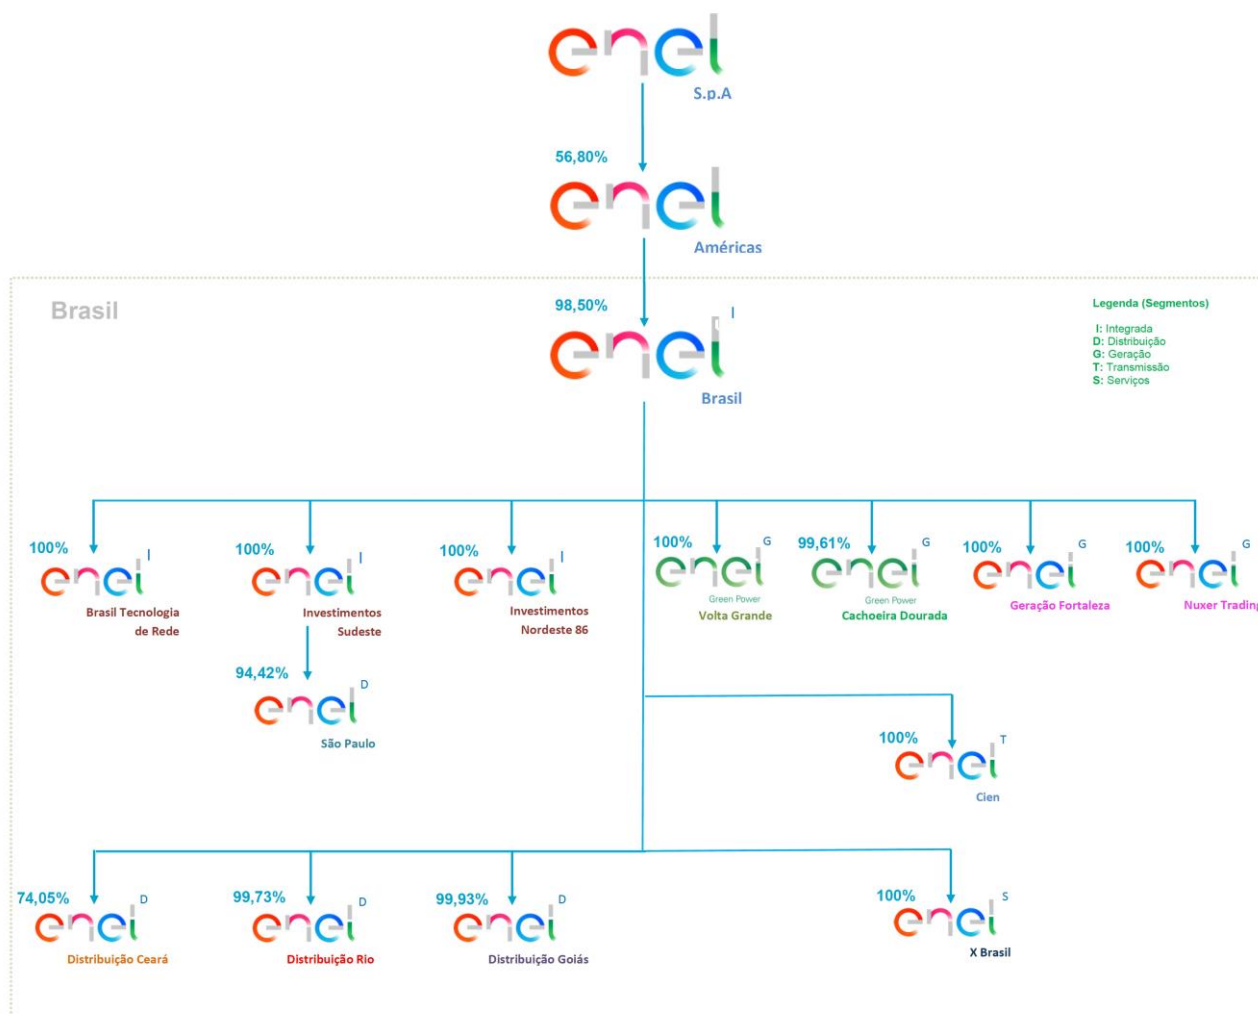 enel
S.p.A
56,80%
enel
Américas
Brasil
98,50%
enel
I
Brasil
Legenda (Segmentos)
I: Integrada
D: Distribuição
G: Geração
T: Transmissão
S: Serviços
100%
enel
I
Brasil Tecnologia
de Rede
100%
enel
I
Investimentos
Sudeste
100%
enel
I
Investimentos
Nordeste 86
100%
enel
G
Green Power
Volta Grande
99,61%
enel
G
Green Power
Cachoeira Dourada
100%
enel
G
Geração Fortaleza
100%
enel
G
Nuxer Trading
94,42%
enel
D
São Paulo
100%
enel
T
Cien
74,05%
enel
D
Distribuição Ceará
99,73%
enel
D
Distribuição Rio
99,93%
enel
D
Distribuição Goiás
100%
enel
S
X Brasil